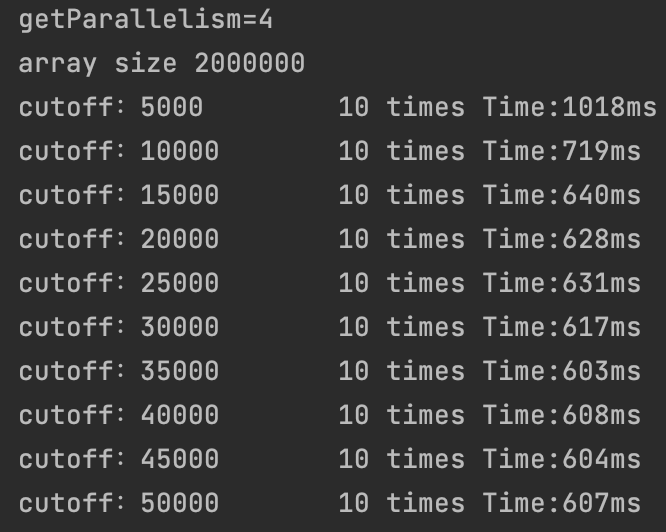 getParallelism=4
array size 2000000
cutoff: 5000 10 times Time:1018ms
cutoff: 10000 10 times Time:719ms
cutoff: 15000 10 times Time:640ms
cutoff: 20000 10 times Time:628ms
cutoff: 25000 10 times Time:631ms
cutoff: 30000 10 times Time:617ms
cutoff: 35000 10 times Time:603ms
cutoff: 40000 10 times Time:608ms
cutoff: 45000 10 times Time:604ms
cutoff: 50000 10 times Time:607ms